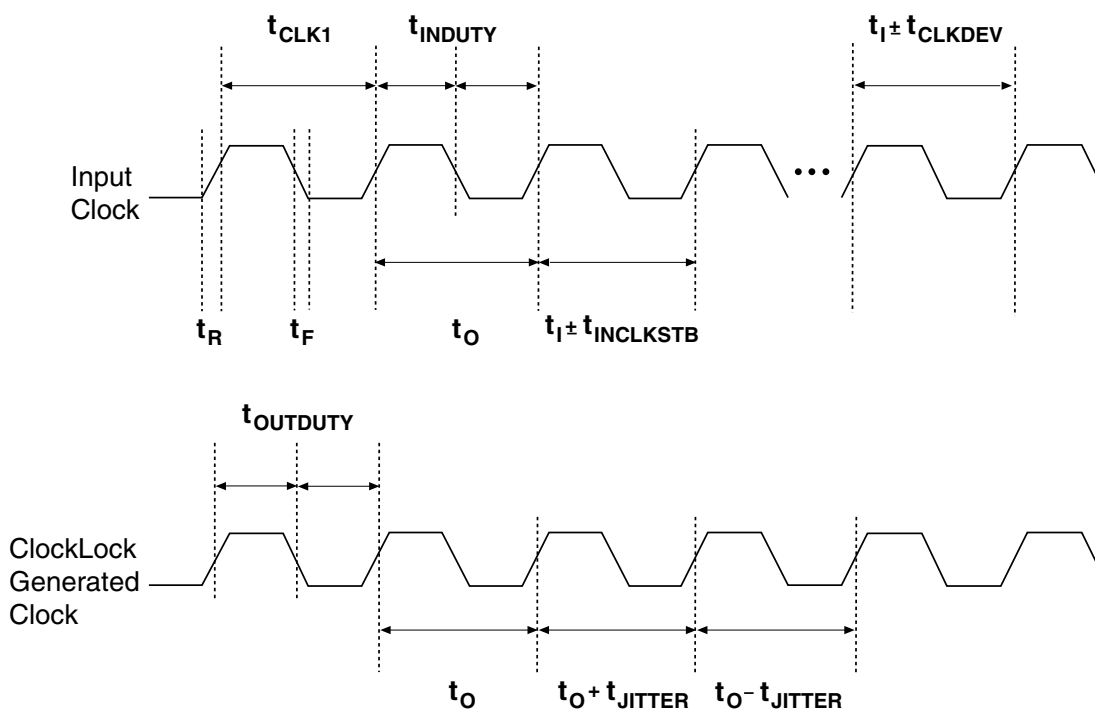 tCLK1 tINDUTY tI ± tCLKDEV
Input
Clock
•••
tR tF tO tI ± tINCLKSTB
tOUTDUTY
ClockLock
Generated
Clock
tO tO + tJITTER tO − tJITTER